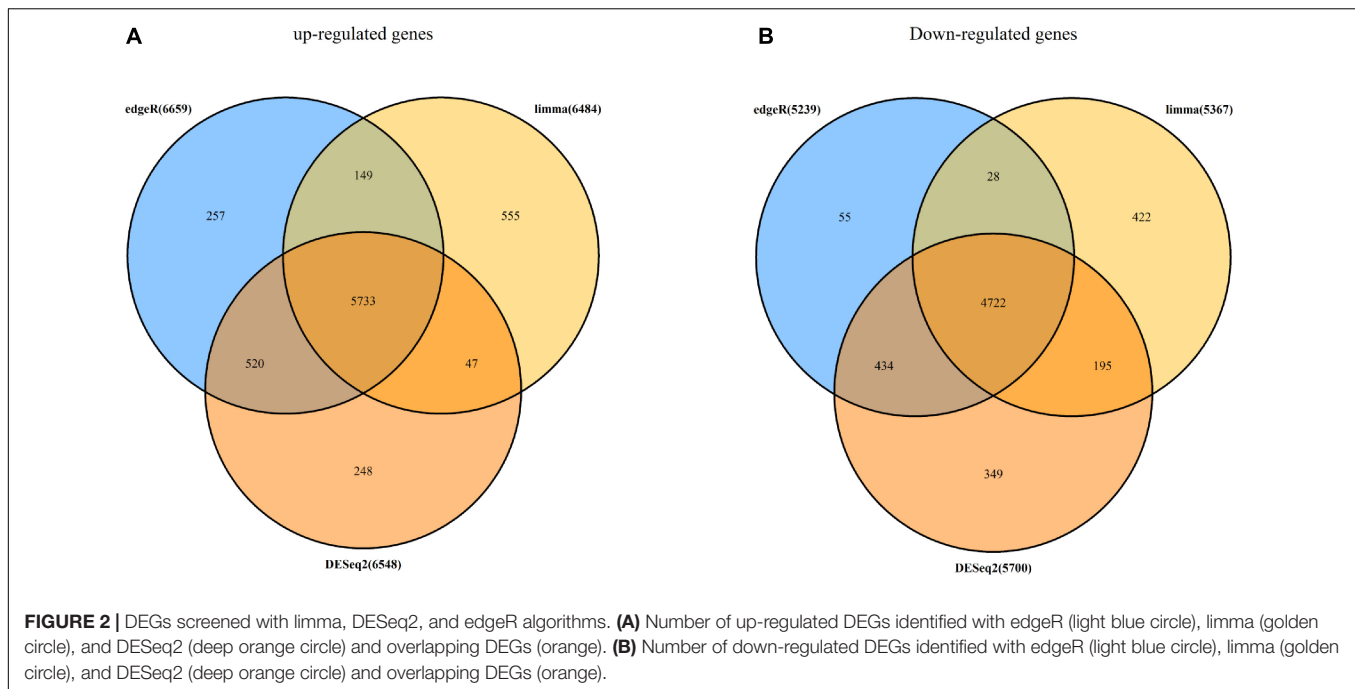 A
up-regulated genes
B
Down-regulated genes
edgeR(6659)
limma(6484)
149
257
555
5733
520
47
248
DESeq2(6548)
edgeR(5239)
limma(5367)
28
55
422
4722
434
195
349
DESeq2(5700)
FIGURE 2 | DEGs screened with limma, DESeq2, and edgeR algorithms. (A) Number of up-regulated DEGs identified with edgeR (light blue circle), limma (golden
circle), and DESeq2 (deep orange circle) and overlapping DEGs (orange). (B) Number of down-regulated DEGs identified with edgeR (light blue circle), limma (golden
circle), and DESeq2 (deep orange circle) and overlapping DEGs (orange).